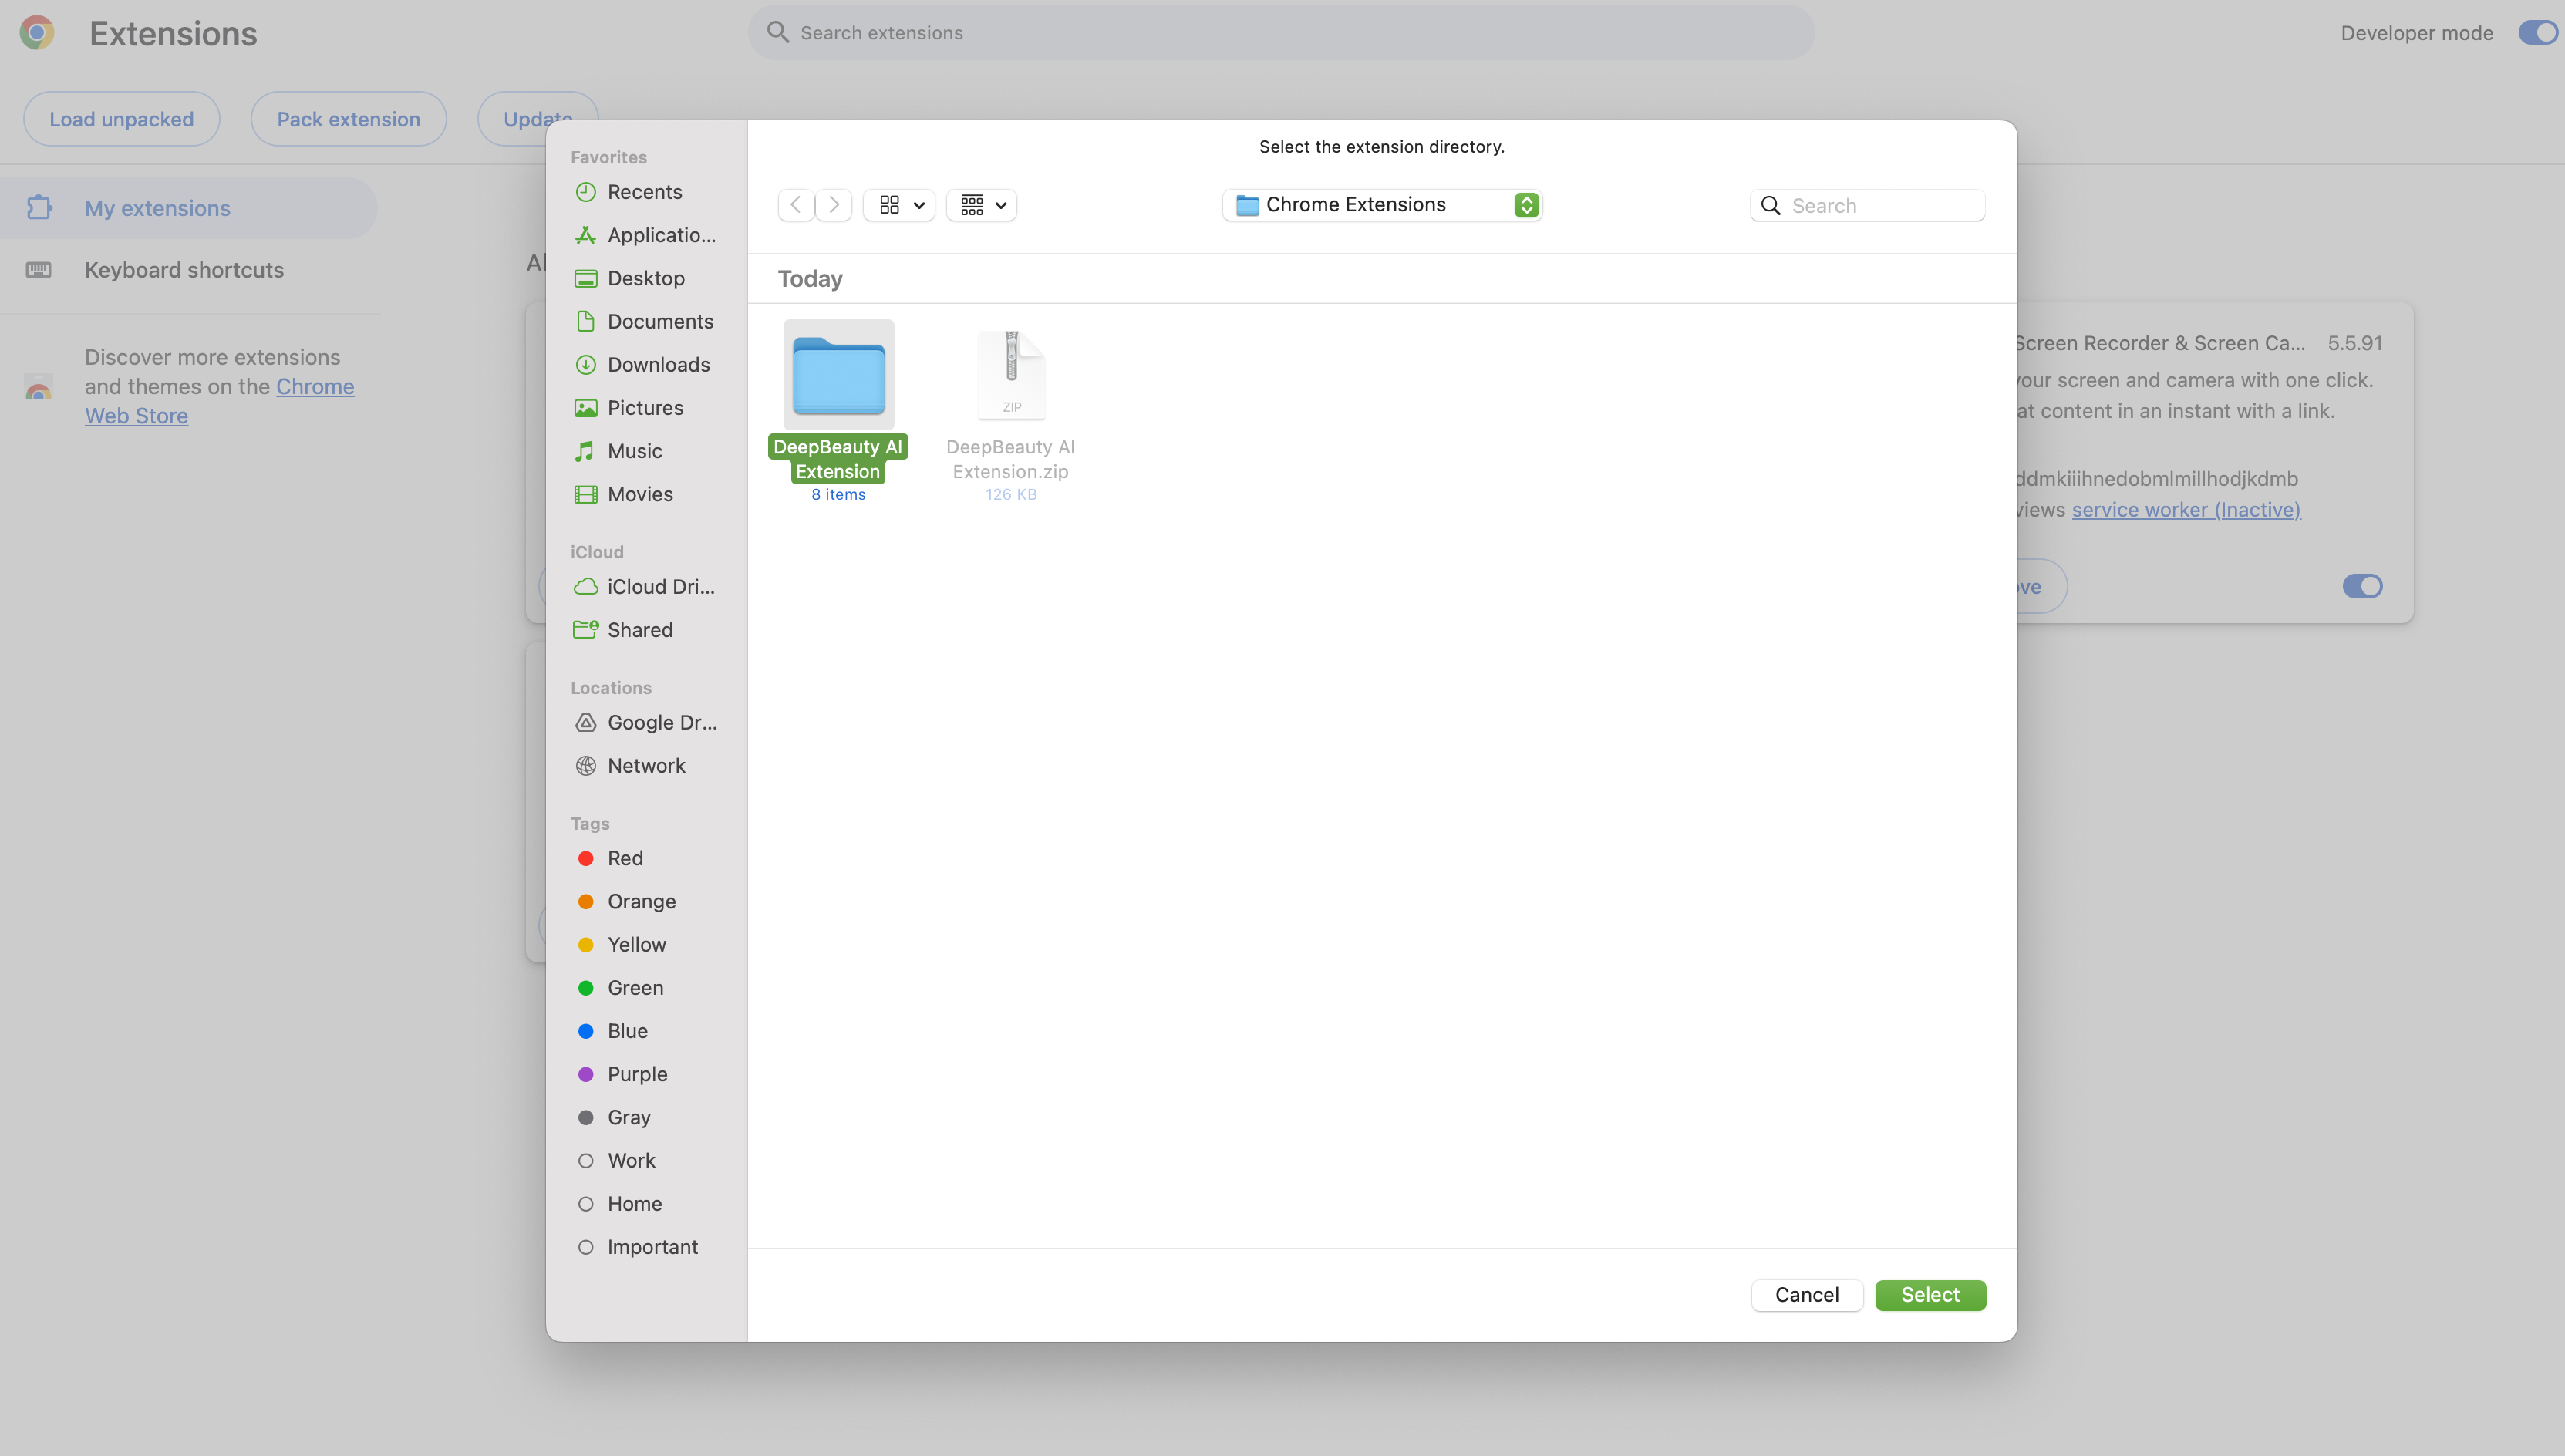 Extensions
Search extensions
Developer mode
Load unpacked
Pack extension
Update
My extensions
Keyboard shortcuts
Discover more extensions
and themes on the Chrome
Web Store
Favorites
Recents
Applicatio...
Desktop
Documents
Downloads
Pictures
Music
Movies
iCloud
iCloud Dri...
Shared
Locations
Google Dr...
Network
Tags
Red
Orange
Yellow
Green
Blue
Purple
Gray
Work
Home
Important
Select the extension directory.
Chrome Extensions
Search
Today
DeepBeauty AI
Extension
8 items
ZIP
DeepBeauty AI
Extension.zip
126 KB
Cancel
Select
Screen Recorder & Screen Ca... 5.5.91
your screen and camera with one click.
at content in an instant with a link.
ddmkiiihnedobmlmillhodjkdmb
views service worker (Inactive)